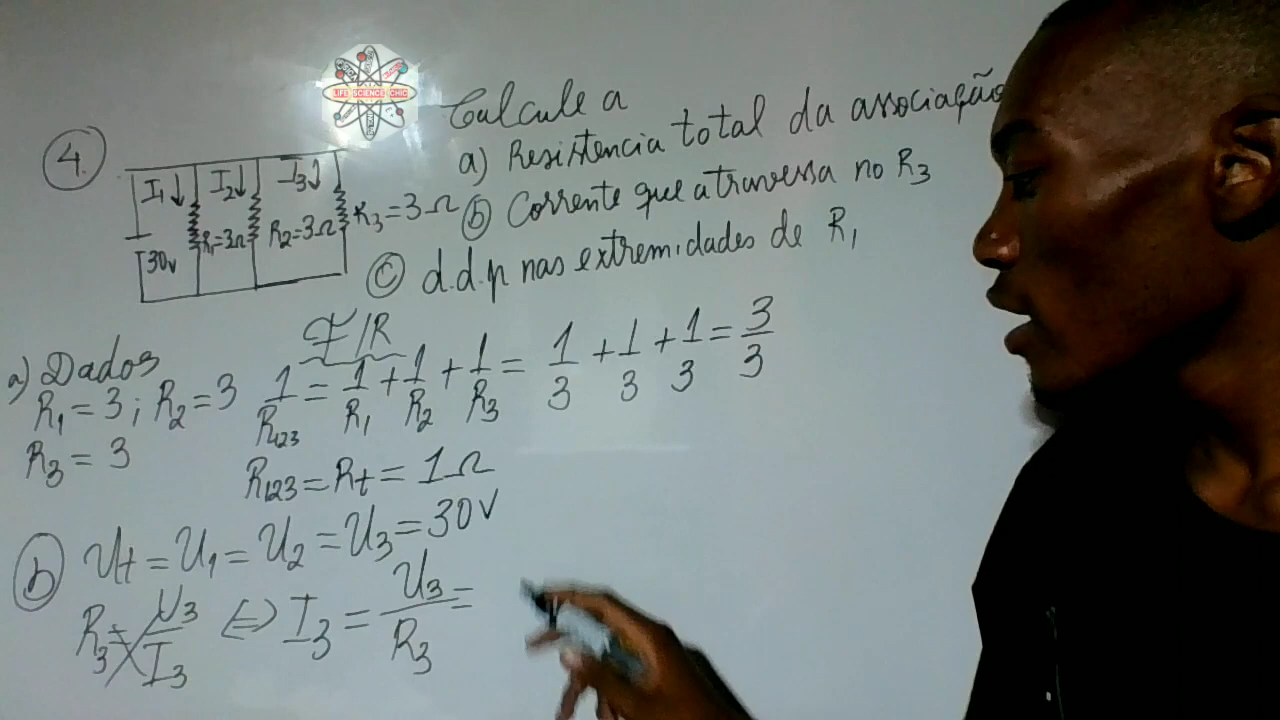 LIFE SCIENCE CHIC
4.
Calcule a
a) Resistencia total da associação
b) Corrente que atravessa no R₃
c) d.d.p nas extremidades de R₁
I₁↓ I₂↓ I₃↓
R₁=3Ω R₂=3Ω R₃=3Ω
30v
a) Dados
F/R
R₁=3; R₂=3
R₃=3
1/R₁₂₃ = 1/R₁ + 1/R₂ + 1/R₃ = 1/3 + 1/3 + 1/3 = 3/3
R₁₂₃=Rt=1Ω
b) Ut=U₁=U₂=U₃=30V
R₃=U₃/I₃ ⇔ I₃=U₃/R₃=